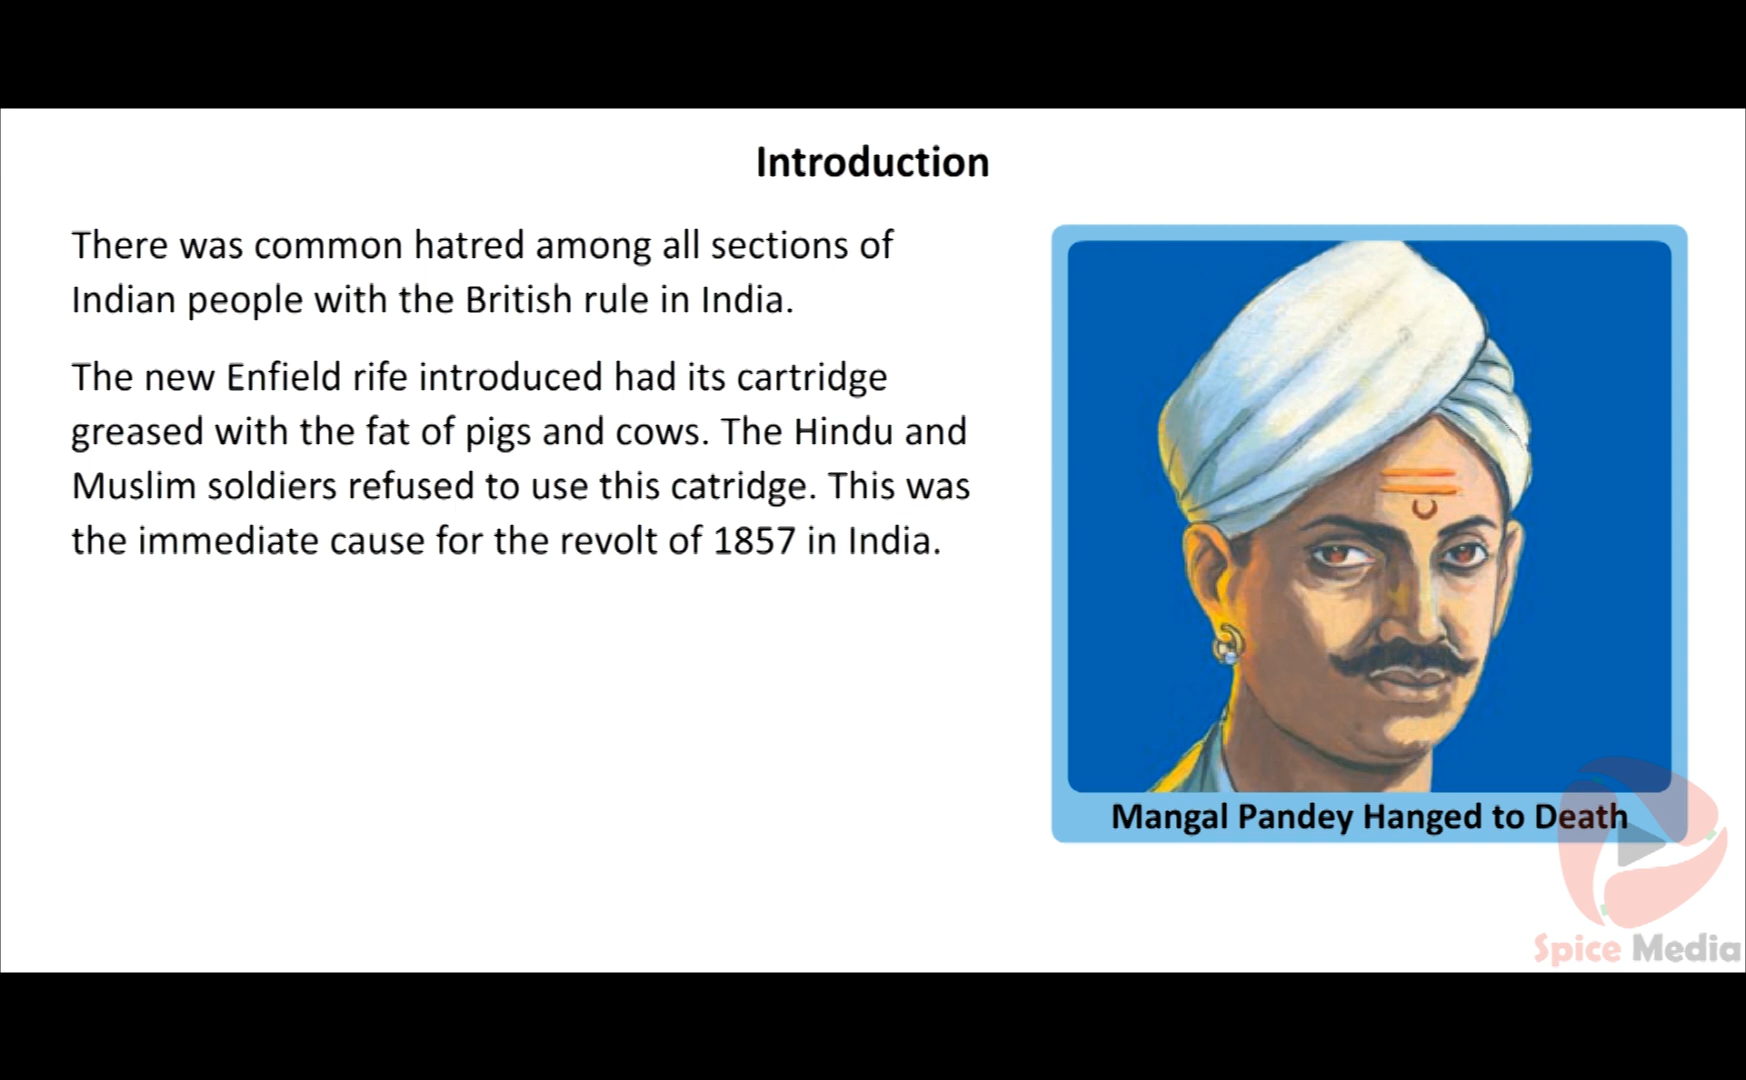 Introduction
There was common hatred among all sections of
Indian people with the British rule in India.
The new Enfield rife introduced had its cartridge
greased with the fat of pigs and cows. The Hindu and
Muslim soldiers refused to use this catridge. This was
the immediate cause for the revolt of 1857 in India.
Mangal Pandey Hanged to Death
Spice Media